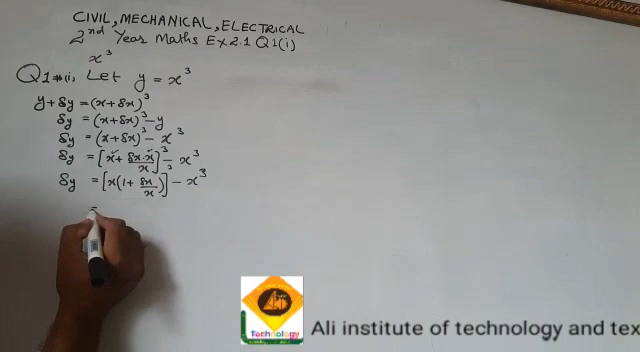 CIVIL, MECHANICAL, ELECTRICAL
2nd Year Maths Ex 2.1 Q1(i)
x³
Q1(i) Let y = x³
y + δy = (x + δx)³
δy = (x + δx)³ - y
δy = (x + δx)³ - x³
δy = [x + δx.x/x]³ - x³
δy = [x(1 + δx/x)]³ - x³
=
Technology
Ali institute of technology and tex